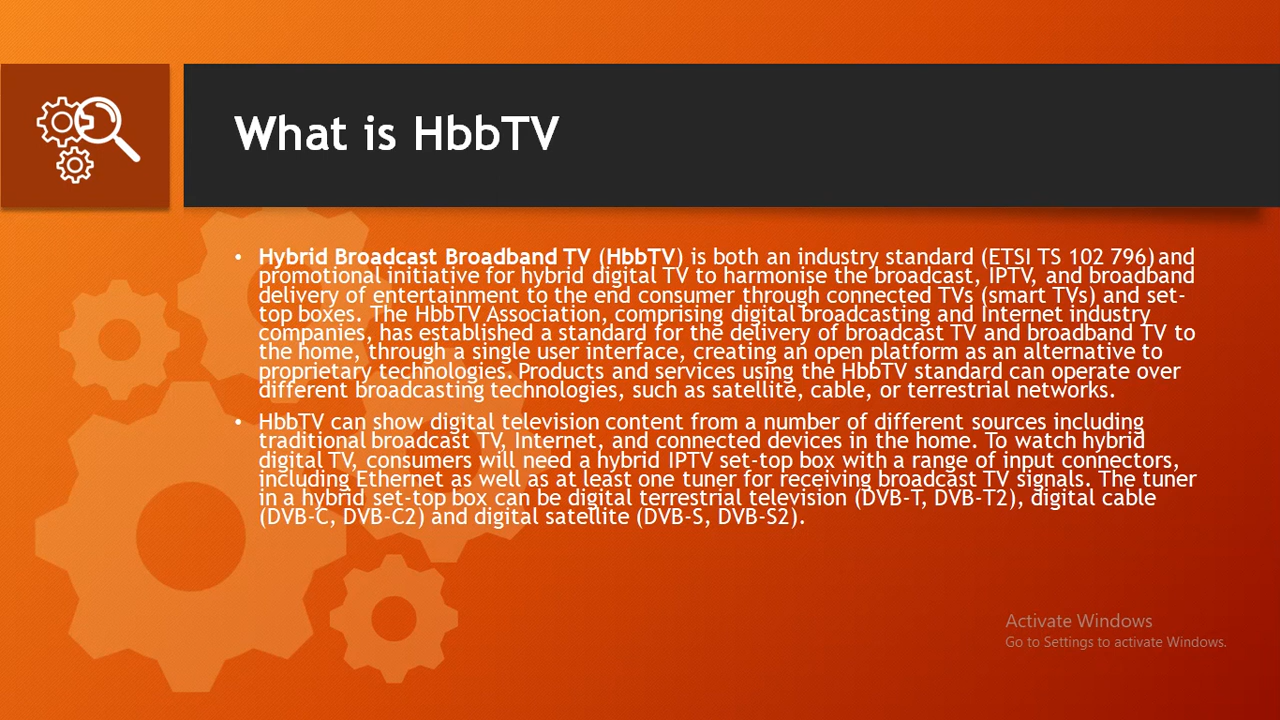 What is HbbTV
• Hybrid Broadcast Broadband TV (HbbTV) is both an industry standard (ETSI TS 102 796) and
promotional initiative for hybrid digital TV to harmonise the broadcast, IPTV, and broadband
delivery of entertainment to the end consumer through connected TVs (smart TVs) and set-
top boxes. The HbbTV Association, comprising digital broadcasting and Internet industry
companies, has established a standard for the delivery of broadcast TV and broadband TV to
the home, through a single user interface, creating an open platform as an alternative to
proprietary technologies. Products and services using the HbbTV standard can operate over
different broadcasting technologies, such as satellite, cable, or terrestrial networks.
• HbbTV can show digital television content from a number of different sources including
traditional broadcast TV, Internet, and connected devices in the home. To watch hybrid
digital TV, consumers will need a hybrid IPTV set-top box with a range of input connectors,
including Ethernet as well as at least one tuner for receiving broadcast TV signals. The tuner
in a hybrid set-top box can be digital terrestrial television (DVB-T, DVB-T2), digital cable
(DVB-C, DVB-C2) and digital satellite (DVB-S, DVB-S2).
Activate Windows
Go to Settings to activate Windows.